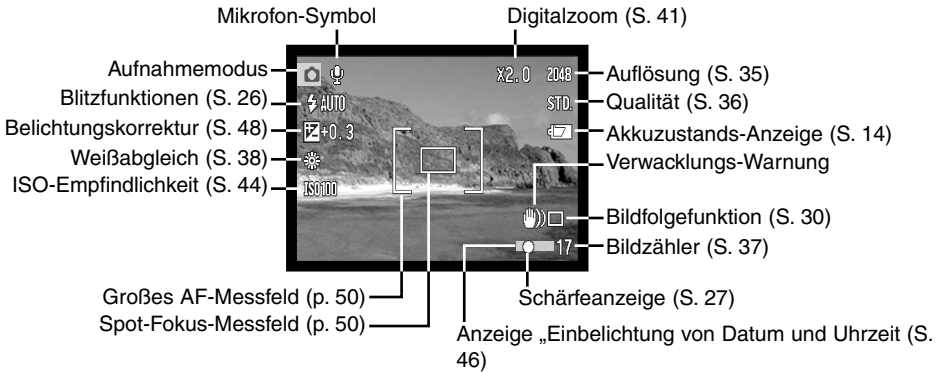 Mikrofon-Symbol
Digitalzoom (S. 41)
Aufnahmemodus
X2.0 2048
Auflösung (S. 35)
Blitzfunktionen (S. 26)
AUTO
STD.
Qualität (S. 36)
Belichtungskorrektur (S. 48)
+0.3
Akkuzustands-Anzeige (S. 14)
Weißabgleich (S. 38)
Verwacklungs-Warnung
ISO-Empfindlichkeit (S. 44)
ISO100
Bildfolgefunktion (S. 30)
17
Bildzähler (S. 37)
Großes AF-Messfeld (p. 50)
Schärfeanzeige (S. 27)
Spot-Fokus-Messfeld (p. 50)
Anzeige „Einbelichtung von Datum und Uhrzeit (S.
46)